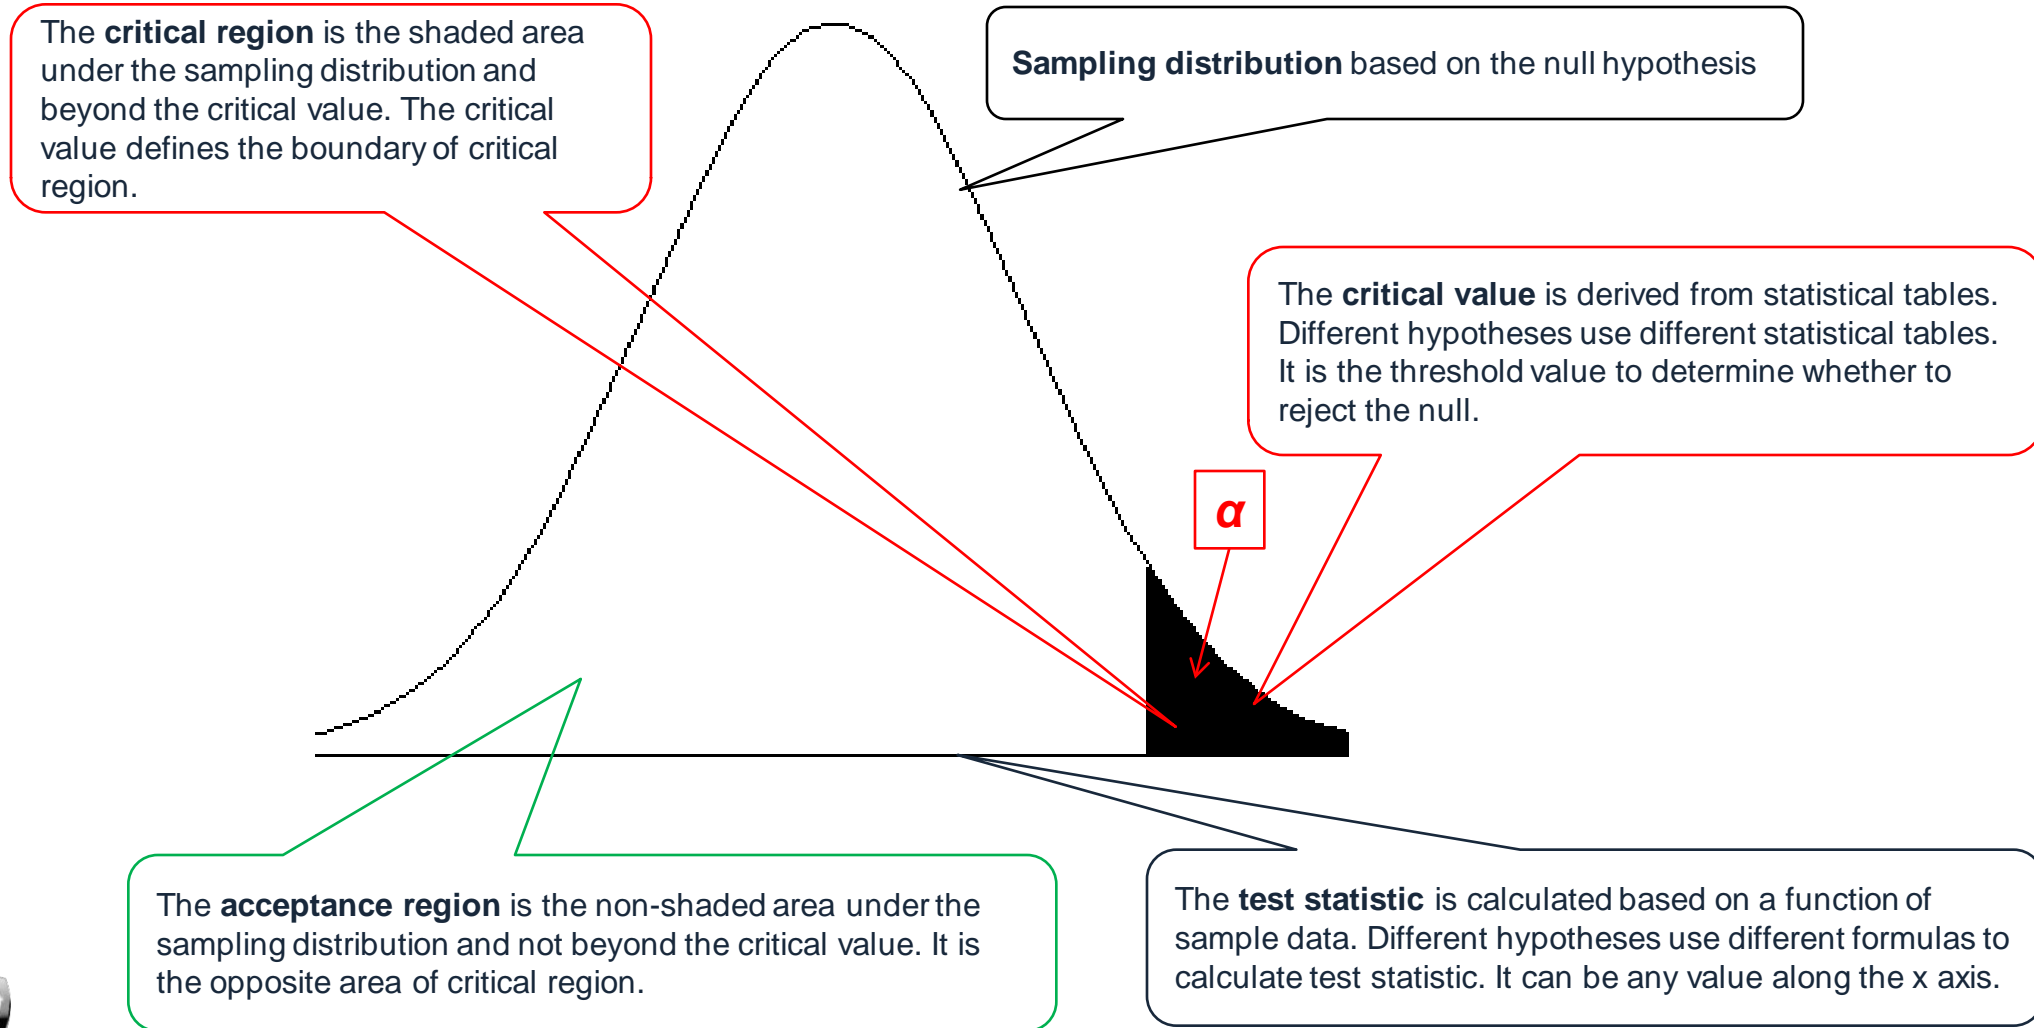 The critical region is the shaded area
under the sampling distribution and
beyond the critical value. The critical
value defines the boundary of critical
region.
Sampling distribution based on the null hypothesis
The critical value is derived from statistical tables.
Different hypotheses use different statistical tables.
It is the threshold value to determine whether to
reject the null.
α
The acceptance region is the non-shaded area under the
sampling distribution and not beyond the critical value. It is
the opposite area of critical region.
The test statistic is calculated based on a function of
sample data. Different hypotheses use different formulas to
calculate test statistic. It can be any value along the x axis.